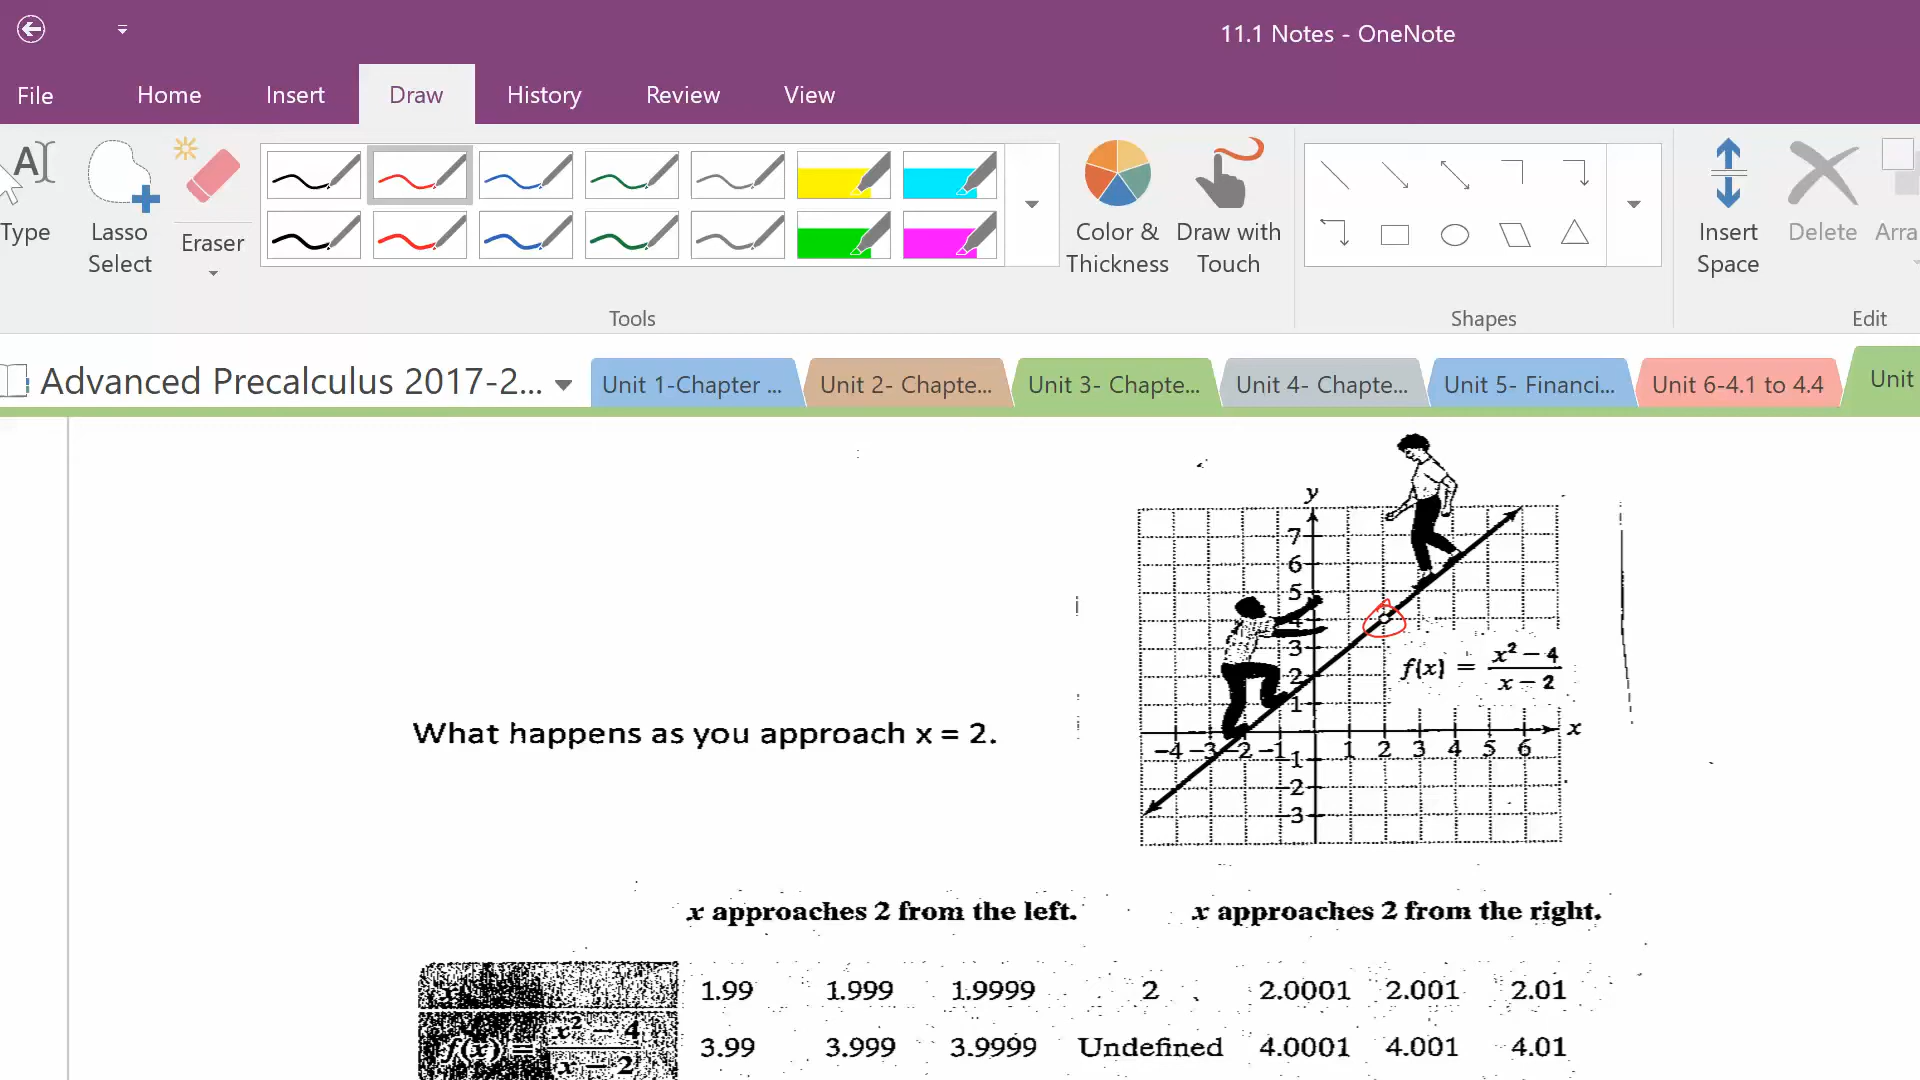 11.1 Notes - OneNote
File Home Insert Draw History Review View
Type
Lasso Select
Eraser
Color & Thickness
Draw with Touch
Insert Space
Delete
Arra
Tools Shapes Edit
Advanced Precalculus 2017-2... Unit 1-Chapter ... Unit 2- Chapte... Unit 3- Chapte... Unit 4- Chapte... Unit 5- Financi... Unit 6-4.1 to 4.4 Unit
y
7
6
5
4
3
2
1
f(x) = x² − 4 / x − 2
What happens as you approach x = 2.
x
−4 −3 −2 −1 1 2 3 4 5 6
−1
−2
−3
x approaches 2 from the left. x approaches 2 from the right.
x 1.99 1.999 1.9999 2 2.0001 2.001 2.01
f(x) = x² − 4 / x − 2 3.99 3.999 3.9999 Undefined 4.0001 4.001 4.01